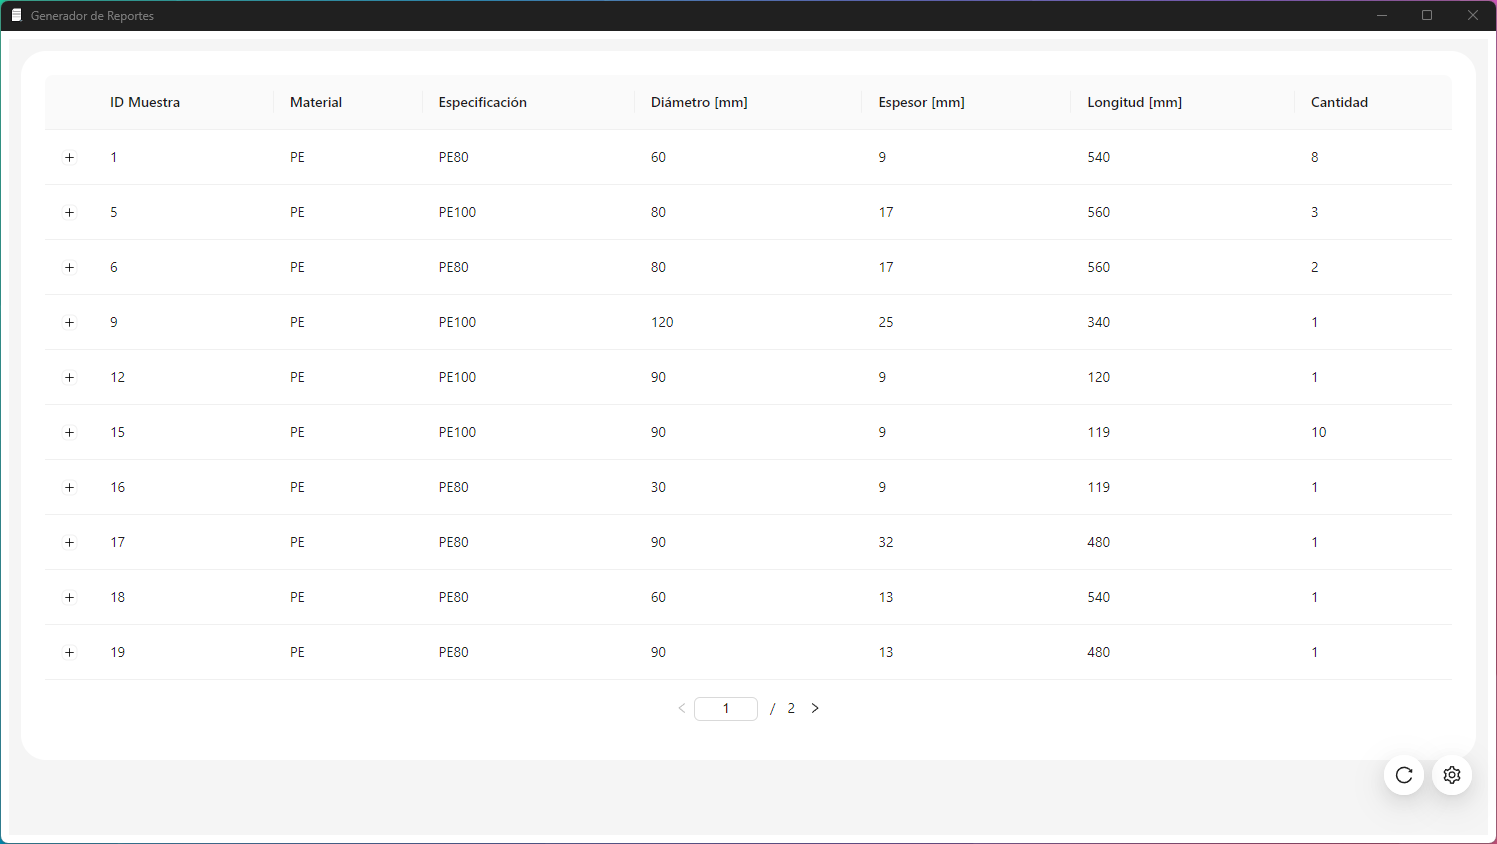 Generador de Reportes
ID Muestra Material Especificación Diámetro [mm] Espesor [mm] Longitud [mm] Cantidad
+ 1 PE PE80 60 9 540 8
+ 5 PE PE100 80 17 560 3
+ 6 PE PE80 80 17 560 2
+ 9 PE PE100 120 25 340 1
+ 12 PE PE100 90 9 120 1
+ 15 PE PE100 90 9 119 10
+ 16 PE PE80 30 9 119 1
+ 17 PE PE80 90 32 480 1
+ 18 PE PE80 60 13 540 1
+ 19 PE PE80 90 13 480 1
< 1 / 2 >